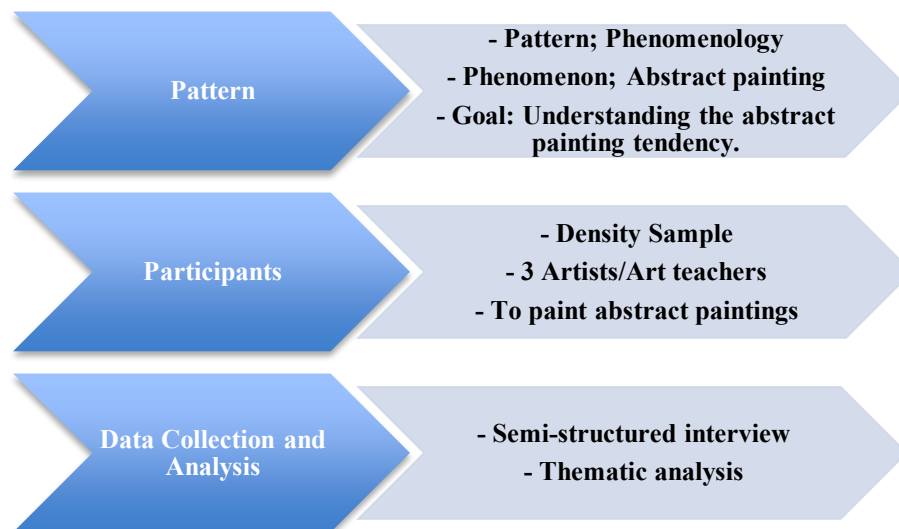 Pattern
- Pattern; Phenomenology
- Phenomenon; Abstract painting
- Goal: Understanding the abstract
painting tendency.
Participants
- Density Sample
- 3 Artists/Art teachers
- To paint abstract paintings
Data Collection and
Analysis
- Semi-structured interview
- Thematic analysis